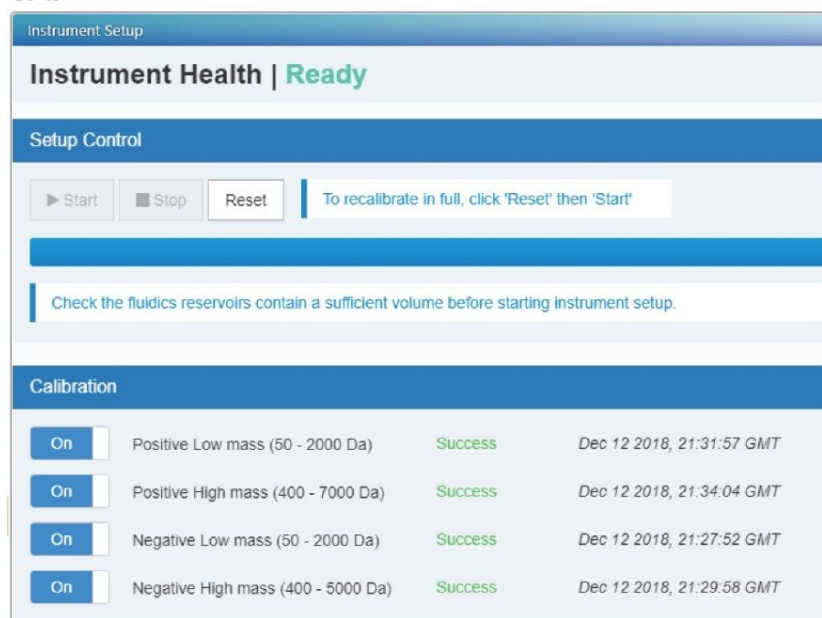 Instrument Setup
Instrument Health | Ready
Setup Control
Start Stop Reset To recalibrate in full, click 'Reset' then 'Start'
Check the fluidics reservoirs contain a sufficient volume before starting instrument setup.
Calibration
On Positive Low mass (50 - 2000 Da) Success Dec 12 2018, 21:31:57 GMT
On Positive High mass (400 - 7000 Da) Success Dec 12 2018, 21:34:04 GMT
On Negative Low mass (50 - 2000 Da) Success Dec 12 2018, 21:27:52 GMT
On Negative High mass (400 - 5000 Da) Success Dec 12 2018, 21:29:58 GMT